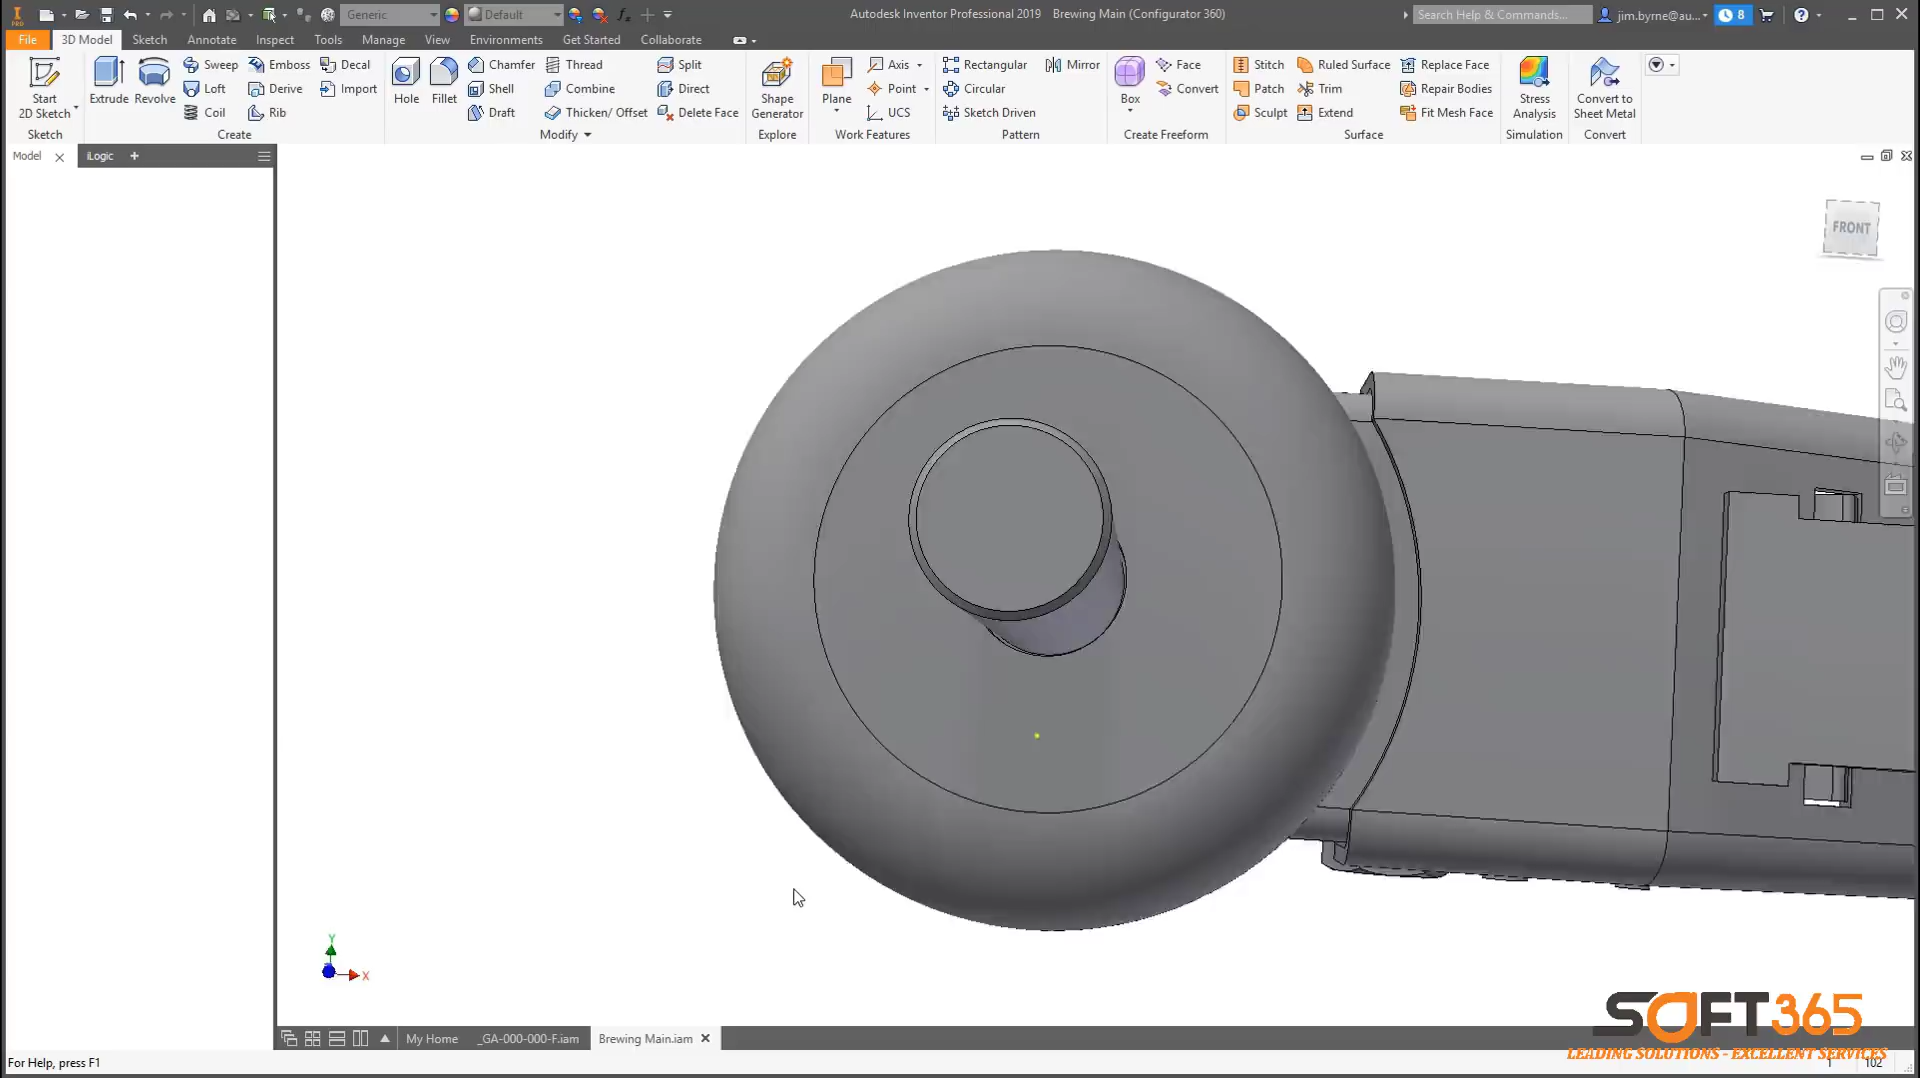 PRO
Generic
Default
Autodesk Inventor Professional 2019 Brewing Main (Configurator 360)
Search Help & Commands...
jim.byrne@au...
8
File
3D Model
Sketch
Annotate
Inspect
Tools
Manage
View
Environments
Get Started
Collaborate
Start
2D Sketch
Sketch
Extrude
Revolve
Sweep
Loft
Coil
Emboss
Derive
Rib
Decal
Import
Create
Hole
Fillet
Chamfer
Shell
Draft
Thread
Combine
Thicken/ Offset
Split
Direct
Delete Face
Modify
Shape
Generator
Explore
Plane
Axis
Point
UCS
Work Features
Rectangular
Circular
Sketch Driven
Mirror
Pattern
Box
Face
Convert
Create Freeform
Stitch
Patch
Sculpt
Ruled Surface
Trim
Extend
Replace Face
Repair Bodies
Fit Mesh Face
Surface
Stress
Analysis
Simulation
Convert to
Sheet Metal
Convert
Model
iLogic
FRONT
Y
X
My Home
_GA-000-000-F.iam
Brewing Main.iam
For Help, press F1
SOFT365
LEADING SOLUTIONS - EXCELLENT SERVICES
1
102